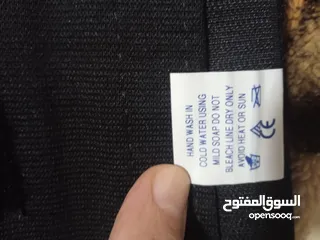 HAND WASH IN
COLD WATER USING
MILD SOAP DO NOT
BLEACH LINE DRY ONLY
AVOID HEAT OR SUN
CE
السوق المفتوح
opensooq.com